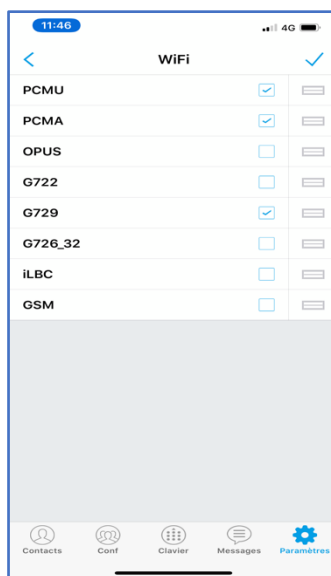 11:46 4G
WiFi
PCMU
PCMA
OPUS
G722
G729
G726_32
iLBC
GSM
Contacts Conf Clavier Messages Paramètres